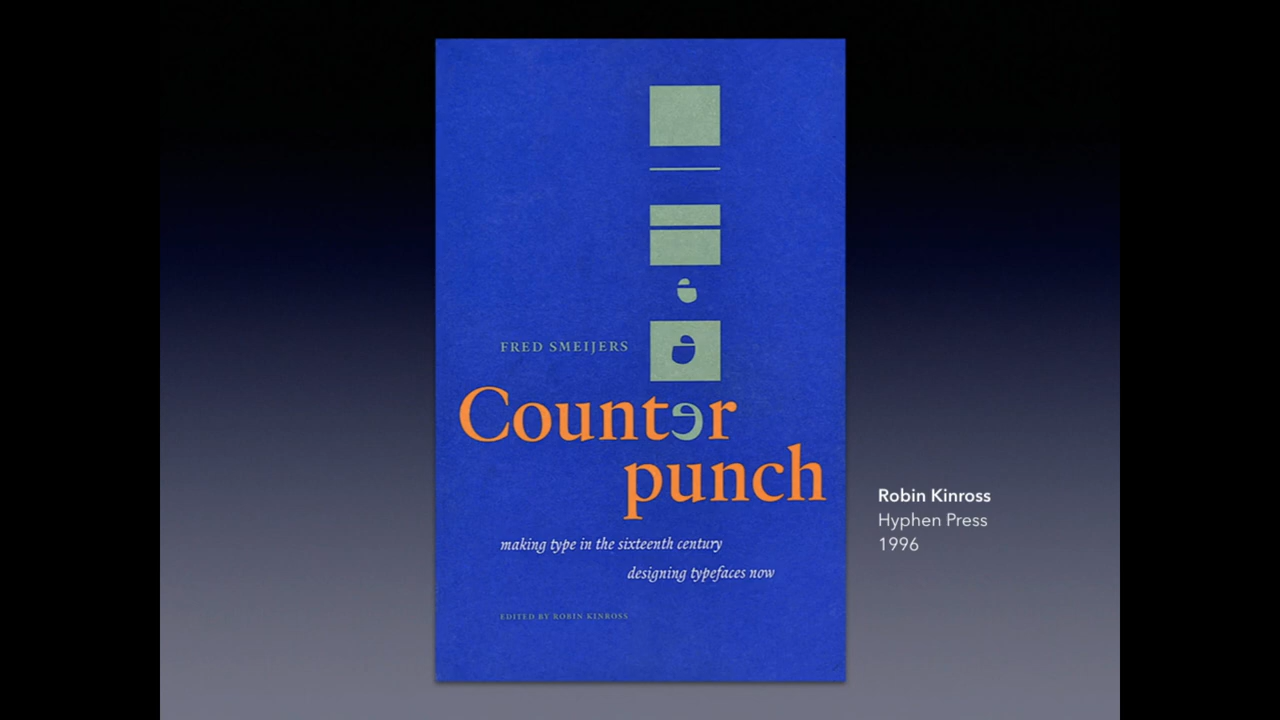 FRED SMEIJERS
Counter
punch
making type in the sixteenth century
designing typefaces now
EDITED BY ROBIN KINROSS
Robin Kinross
Hyphen Press
1996